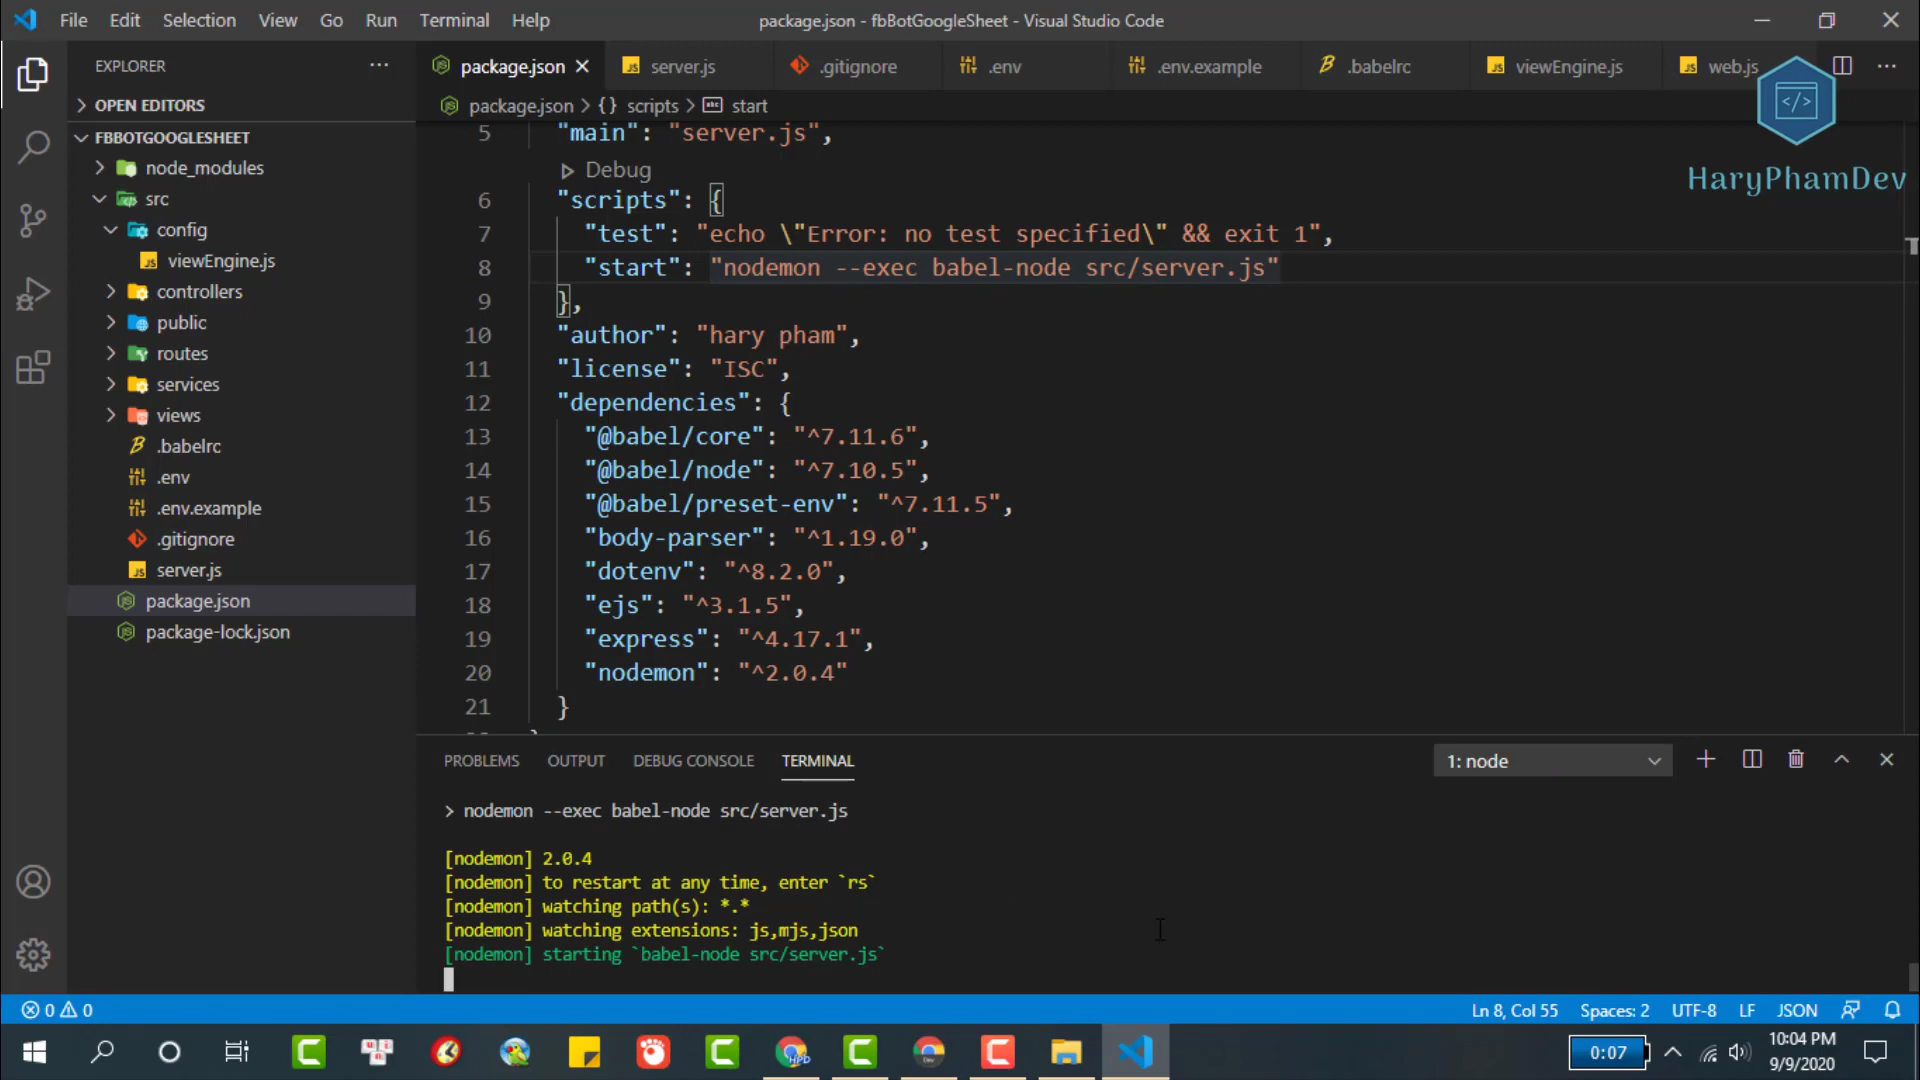 File Edit Selection View Go Run Terminal Help
package.json - fbBotGoogleSheet - Visual Studio Code
EXPLORER
OPEN EDITORS
FBBOTGOOGLESHEET
node_modules
src
config
viewEngine.js
controllers
public
routes
services
views
.babelrc
.env
.env.example
.gitignore
server.js
package.json
package-lock.json
package.json server.js .gitignore .env .env.example .babelrc viewEngine.js web.js
package.json > {} scripts > start
</>
HaryPhamDev
5 "main": "server.js",
Debug
6 "scripts": {
7 "test": "echo \"Error: no test specified\" && exit 1",
8 "start": "nodemon --exec babel-node src/server.js"
9 },
10 "author": "hary pham",
11 "license": "ISC",
12 "dependencies": {
13 "@babel/core": "^7.11.6",
14 "@babel/node": "^7.10.5",
15 "@babel/preset-env": "^7.11.5",
16 "body-parser": "^1.19.0",
17 "dotenv": "^8.2.0",
18 "ejs": "^3.1.5",
19 "express": "^4.17.1",
20 "nodemon": "^2.0.4"
21 }
PROBLEMS OUTPUT DEBUG CONSOLE TERMINAL
1: node
> nodemon --exec babel-node src/server.js
[nodemon] 2.0.4
[nodemon] to restart at any time, enter `rs`
[nodemon] watching path(s): *.*
[nodemon] watching extensions: js,mjs,json
[nodemon] starting `babel-node src/server.js`
0 0
Ln 8, Col 55 Spaces: 2 UTF-8 LF JSON
0:07
10:04 PM
9/9/2020